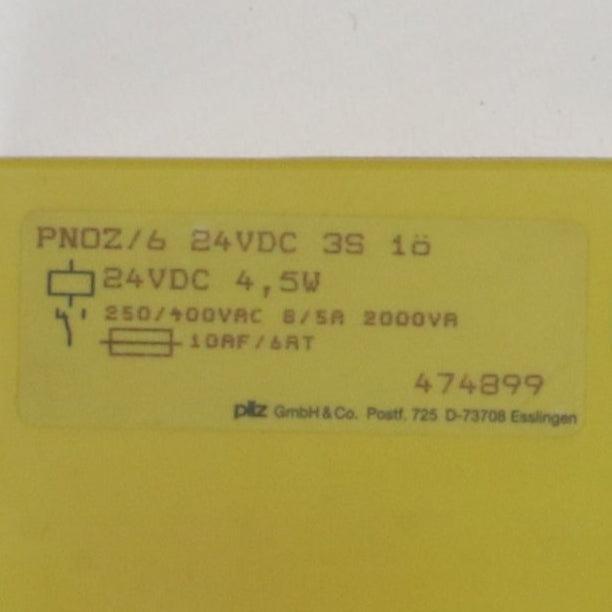 PNOZ/6 24VDC 3S 1ö
24VDC 4,5W
250/400VAC 8/5A 2000VA
10AF/6AT
474899
pilz GmbH & Co. Postf. 725 D-73708 Esslingen